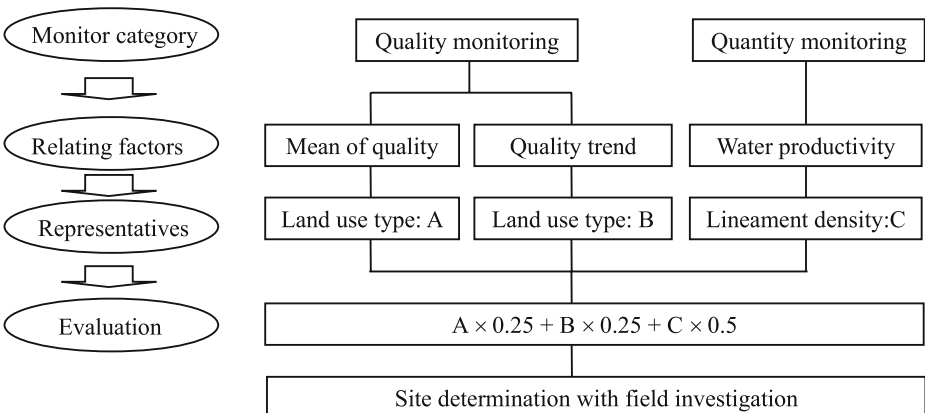 Monitor category
Quality monitoring
Quantity monitoring
Relating factors
Mean of quality
Quality trend
Water productivity
Representatives
Land use type: A
Land use type: B
Lineament density:C
Evaluation
A × 0.25 + B × 0.25 + C × 0.5
Site determination with field investigation